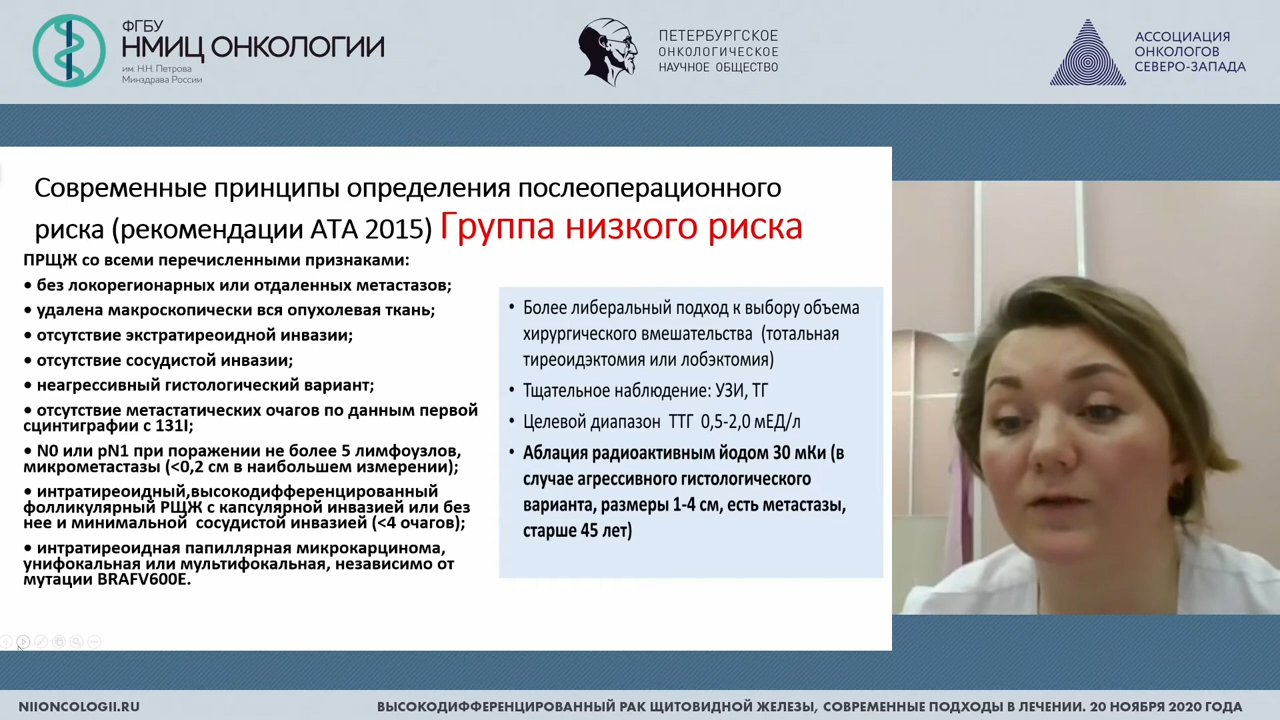 ФГБУ
НМИЦ ОНКОЛОГИИ
им. Н.Н. Петрова
Минздрава России
ПЕТЕРБУРГСКОЕ
ОНКОЛОГИЧЕСКОЕ
НАУЧНОЕ ОБЩЕСТВО
АССОЦИАЦИЯ
ОНКОЛОГОВ
СЕВЕРО-ЗАПАДА
Современные принципы определения послеоперационного
риска (рекомендации АТА 2015) Группа низкого риска
ПРЩЖ со всеми перечисленными признаками:
• без локорегионарных или отдаленных метастазов;
• удалена макроскопически вся опухолевая ткань;
• отсутствие экстратиреоидной инвазии;
• отсутствие сосудистой инвазии;
• неагрессивный гистологический вариант;
• отсутствие метастатических очагов по данным первой
сцинтиграфии с 131I;
• N0 или pN1 при поражении не более 5 лимфоузлов,
микрометастазы (<0,2 см в наибольшем измерении);
• интратиреоидный,высокодифференцированный
фолликулярный РЩЖ с капсулярной инвазией или без
нее и минимальной сосудистой инвазией (<4 очагов);
• интратиреоидная папиллярная микрокарцинома,
унифокальная или мультифокальная, независимо от
мутации BRAFV600E.
• Более либеральный подход к выбору объема
хирургического вмешательства (тотальная
тиреоидэктомия или лобэктомия)
• Тщательное наблюдение: УЗИ, ТГ
• Целевой диапазон ТТГ 0,5-2,0 мЕД/л
• Аблация радиоактивным йодом 30 мКи (в
случае агрессивного гистологического
варианта, размеры 1-4 см, есть метастазы,
старше 45 лет)
NIIONCOLOGII.RU
ВЫСОКОДИФФЕРЕНЦИРОВАННЫЙ РАК ЩИТОВИДНОЙ ЖЕЛЕЗЫ, СОВРЕМЕННЫЕ ПОДХОДЫ В ЛЕЧЕНИИ. 20 НОЯБРЯ 2020 ГОДА